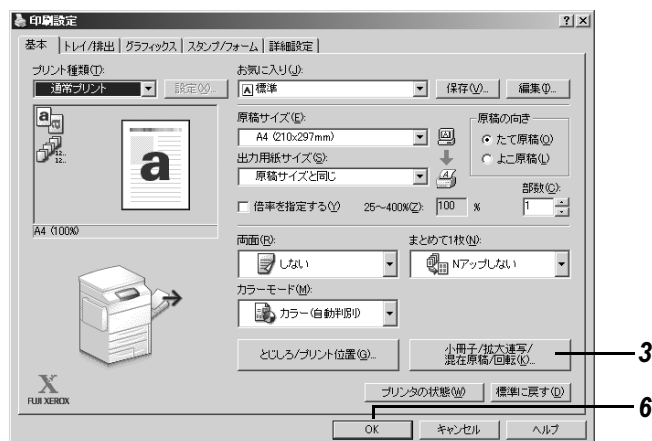 印刷設定
基本 トレイ/排出 グラフィックス スタンプ/フォーム 詳細設定
プリント種類(T):
通常プリント
設定(X)...
お気に入り(J):
A 標準
保存(V)...
編集(I)...
原稿サイズ(E):
A4 (210x297mm)
出力用紙サイズ(S):
原稿サイズと同じ
原稿の向き
たて原稿(O)
よこ原稿(L)
倍率を指定する(Y)
25～400%(Z):
100 %
部数(C):
1
a
a
12..
12..
a
A4 (100%)
両面(R):
しない
まとめて1枚(N):
Nアップしない
カラーモード(M):
カラー(自動判別)
とじしろ/プリント位置(G)...
小冊子/拡大連写/
混在原稿/回転(K)...
3
X
FUJI XEROX
プリンタの状態(W)
標準に戻す(D)
6
OK
キャンセル
ヘルプ